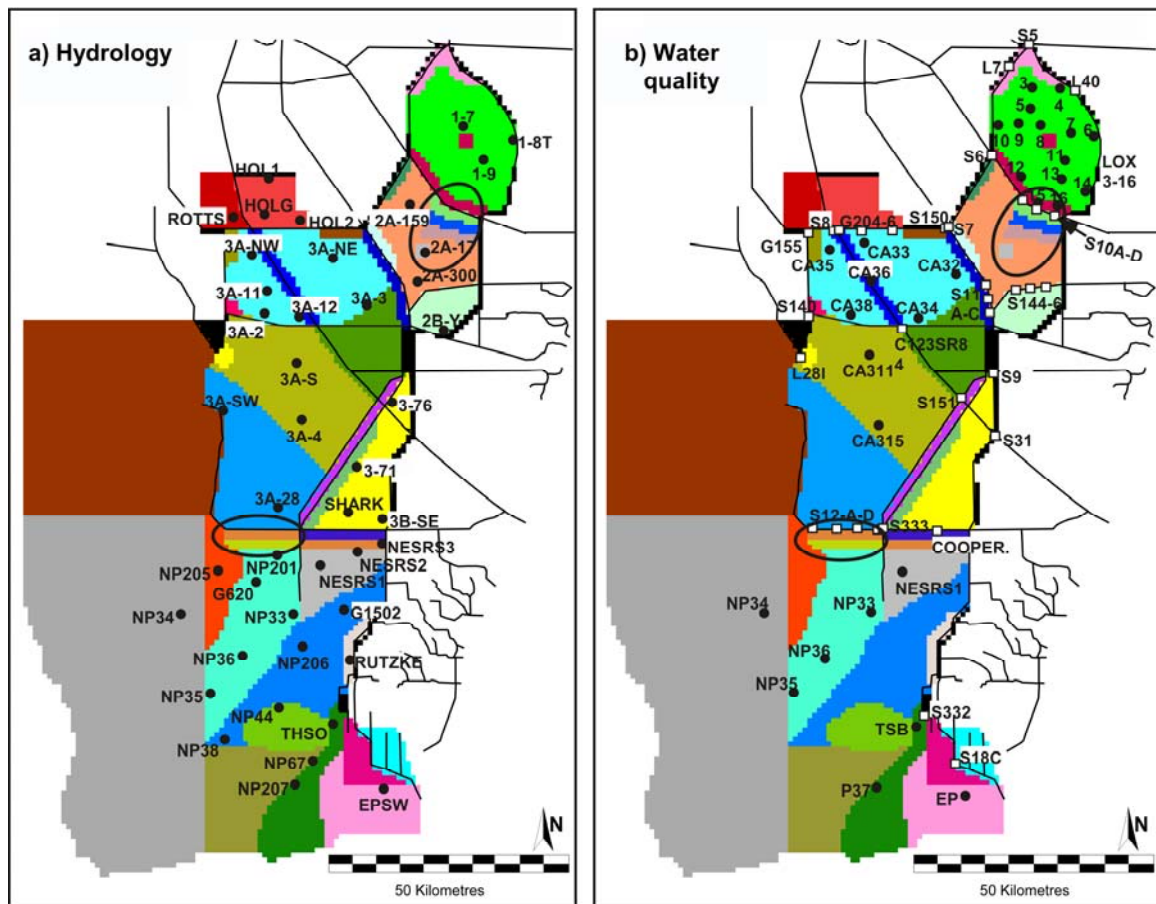 a) Hydrology
1-7
1-8T
1-9
HOL1
HOLG
ROTTS
HOL2
2A-159
3A-NW
3A-NE
2A-17
2A-300
3A-11
3A-12
3A-3
3A-2
2B-Y
3A-S
3A-SW
3-76
3A-4
3-71
3A-28
SHARK
3B-SE
NESRS3
NP201
NESRS2
NP205
G620
NESRS1
NP34
NP33
G1502
NP206
NP36
RUTZKE
NP35
NP44
THSO
NP38
NP67
NP207
EPSW
N
50 Kilometres
b) Water
quality
S5
L7
3
L40
4
5
7
6
10
9
8
S6
11
LOX
3-16
12
13
14
15
16
S8
G204-6
S150
S7
S10A-D
G155
CA33
CA35
CA36
CA32
S11
A-C
S144-6
S140
CA38
CA34
C123SR8
4
L28I
CA311
S9
S151
CA315
S31
S12-A-D
S333
COOPER.
NESRS1
NP34
NP33
NP36
NP35
S332
TSB
S18C
P37
EP
N
50 Kilometres